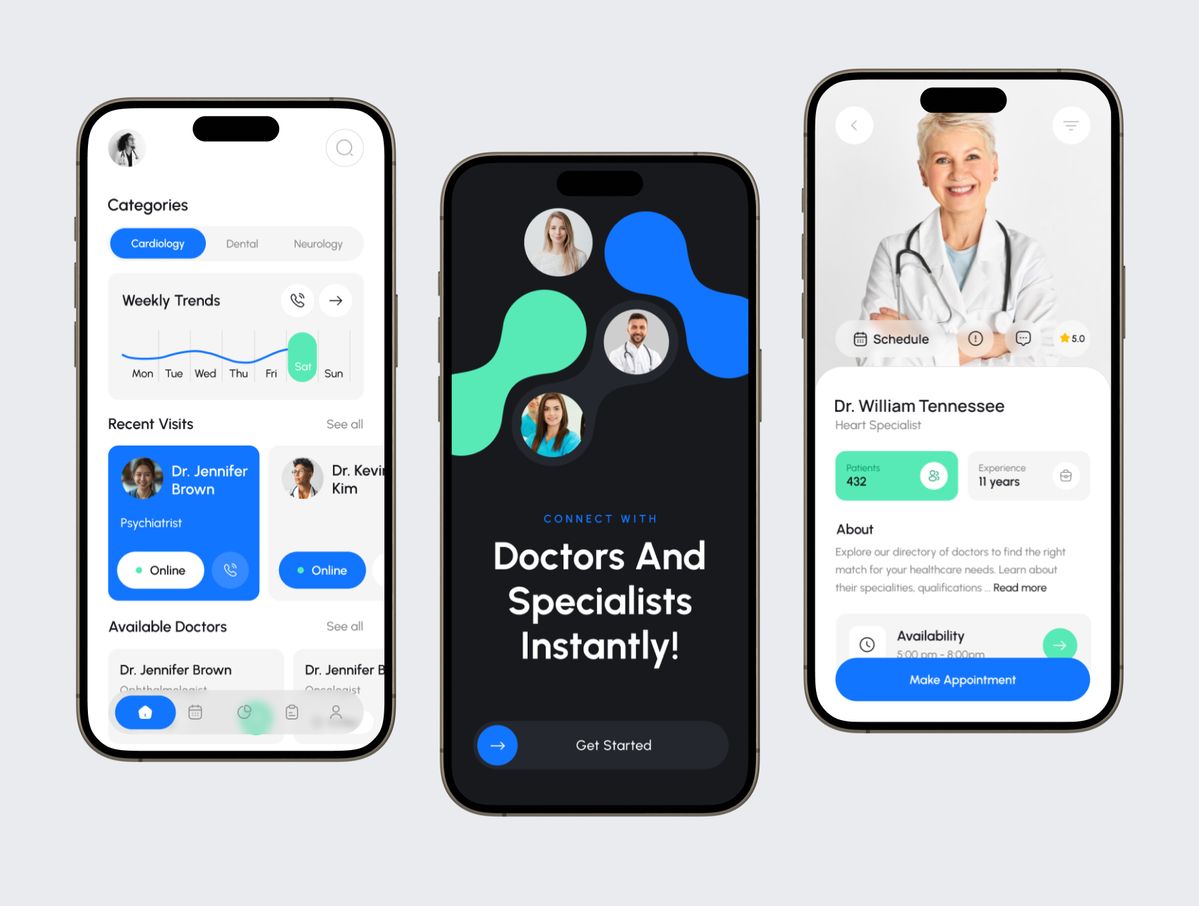 Categories
Cardiology Dental Neurology
Weekly Trends
Mon Tue Wed Thu Fri Sat Sun
Recent Visits See all
Dr. Jennifer
Brown
Psychiatrist
Online
Dr. Kevi
Kim
Online
Available Doctors See all
Dr. Jennifer Brown
Ophthalmologist
Dr. Jennifer B
Oncologist
CONNECT WITH
Doctors And
Specialists
Instantly!
Get Started
Schedule
5.0
Dr. William Tennessee
Heart Specialist
Patients
432
Experience
11 years
About
Explore our directory of doctors to find the right
match for your healthcare needs. Learn about
their specialities, qualifications ... Read more
Availability
5:00 pm - 8:00pm
Make Appointment